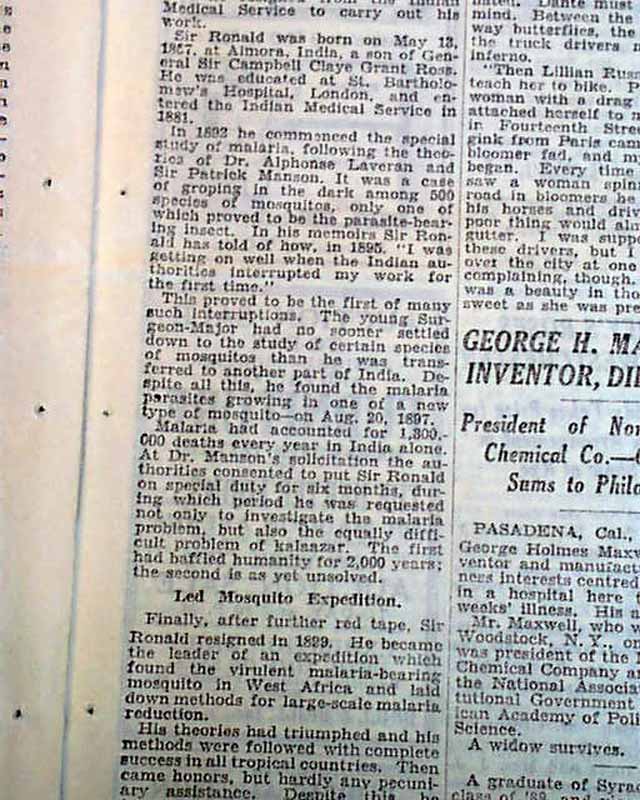 Medical Service to carry out his
work.
Sir Ronald was born on May 13,
1857, at Almora, India, a son of Gen-
eral Sir Campbell Claye Grant Ross.
He was educated at St. Bartholo-
mew's Hospital, London, and en-
tered the Indian Medical Service in
1881.
In 1892 he commenced the special
study of malaria, following the theo-
ries of Dr. Alphonse Laveran and
Sir Patrick Manson. It was a case
of groping in the dark among 500
species of mosquitos, only one of
which proved to be the parasite-bear-
ing insect. In his memoirs Sir Ron-
ald has told of how, in 1895, "I was
getting on well when the Indian au-
thorities interrupted my work for
the first time."
This proved to be the first of many
such interruptions. The young Sur-
geon-Major had no sooner settled
down to the study of certain species
of mosquitos than he was trans-
ferred to another part of India. De-
spite all this, he found the malaria
parasites growing in one of a new
type of mosquito—on Aug. 20, 1897.
Malaria had accounted for 1,300,-
000 deaths every year in India alone.
At Dr. Manson's solicitation the au-
thorities consented to put Sir Ronald
on special duty for six months, dur-
ing which period he was requested
not only to investigate the malaria
problem, but also the equally diffi-
cult problem of kalaazar. The first
had baffled humanity for 2,000 years;
the second is as yet unsolved.
Led Mosquito Expedition.
Finally, after further red tape, Sir
Ronald resigned in 1899. He became
the leader of an expedition which
found the virulent malaria-bearing
mosquito in West Africa and laid
down methods for large-scale malaria
reduction.
His theories had triumphed and his
methods were followed with complete
success in all tropical countries. Then
came honors, but hardly any pecuni-
ary assistance. Despite this he
mind. Between the
way butterflies, the
the truck drivers
inferno.
"Then Lillian Rus
teach her to bike. P
woman with a drag
attached herself to
in Fourteenth Stre
gink from Paris cam
bloomer fad, and
began. Every time
saw a woman spin
road in bloomers he
his horses and driv
poor thing would alm
gutter. I was supp
these drivers, but I
over the city at one
complaining, though.
was a beauty in tho
sweet as she was pre
GEORGE H. MA
INVENTOR, DIE
President of Nor
Chemical Co.—
Sums to Phila
PASADENA, Cal.,
George Holmes Maxw
ventor and manufact
ness interests centred
in a hospital here
weeks' illness. His a
Mr. Maxwell, who w
Woodstock, N. Y., on
was president of the
Chemical Company a
the National Associa
tutional Government
ican Academy of Poli
Science.
A widow survives.
A graduate of Syra
class of '89